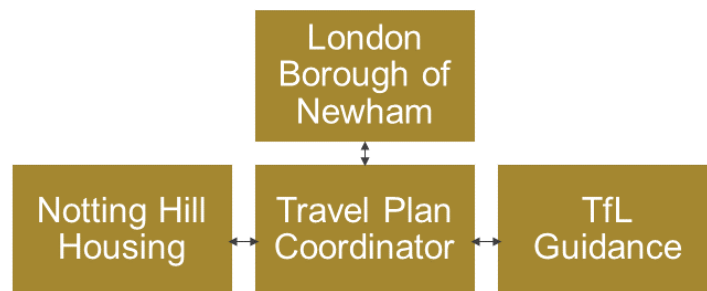 London
Borough of
Newham
Notting Hill
Housing
Travel Plan
Coordinator
TfL
Guidance